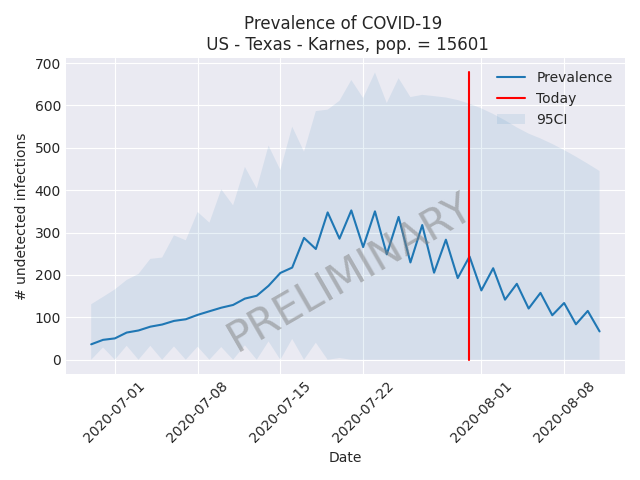 Prevalence of COVID-19
US - Texas - Karnes, pop. = 15601
# undetected infections
700
600
500
400
300
200
100
0
Prevalence
Today
95CI
PRELIMINARY
2020-07-01
2020-07-08
2020-07-15
2020-07-22
2020-08-01
2020-08-08
Date